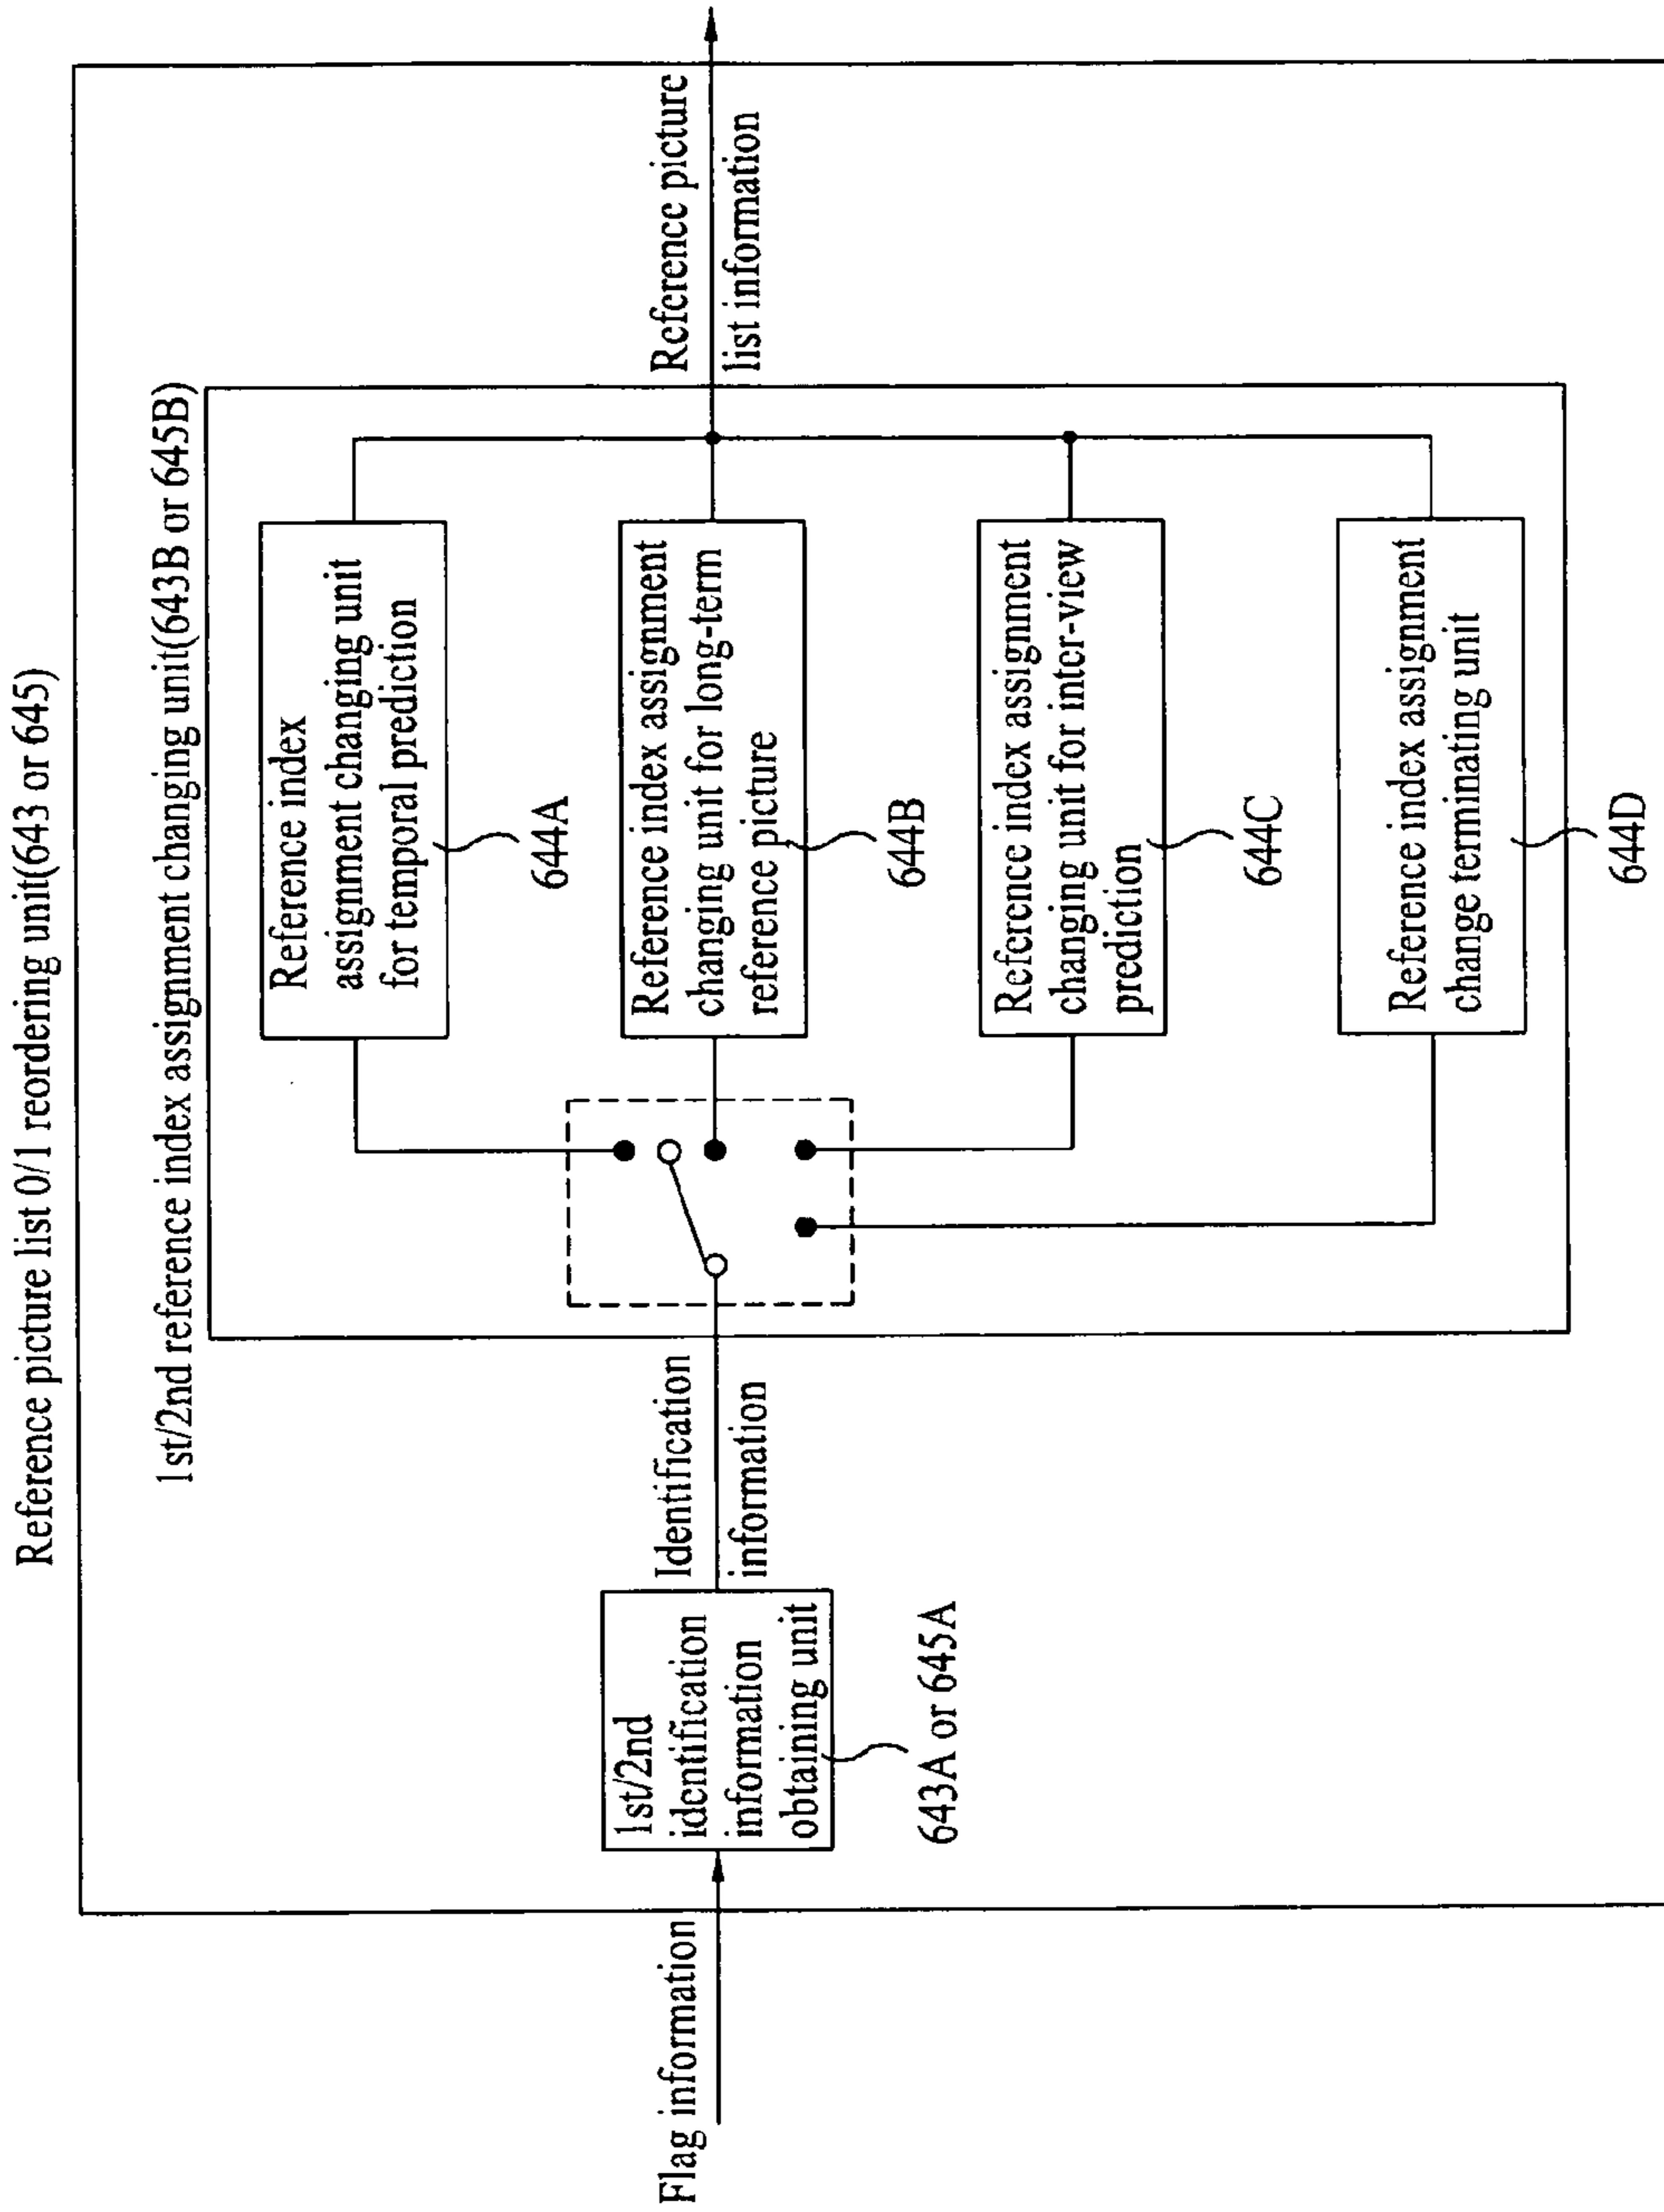 Reference picture list 0/1 reordering unit(643 or 645)
1st/2nd reference index assignment changing unit(643B or 645B)
Flag information
1st/2nd
identification
information
obtaining unit
643A or 645A
Identification
information
Reference index
assignment changing unit
for temporal prediction
644A
Reference index assignment
changing unit for long-term
reference picture
644B
Reference index assignment
changing unit for inter-view
prediction
644C
Reference index assignment
change terminating unit
644D
Reference picture
list information